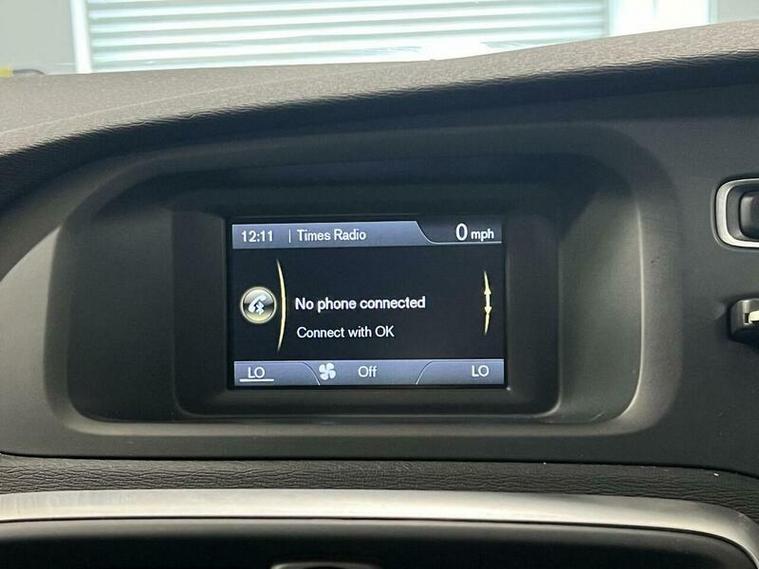 12:11 | Times Radio 0 mph
No phone connected
Connect with OK
LO Off LO